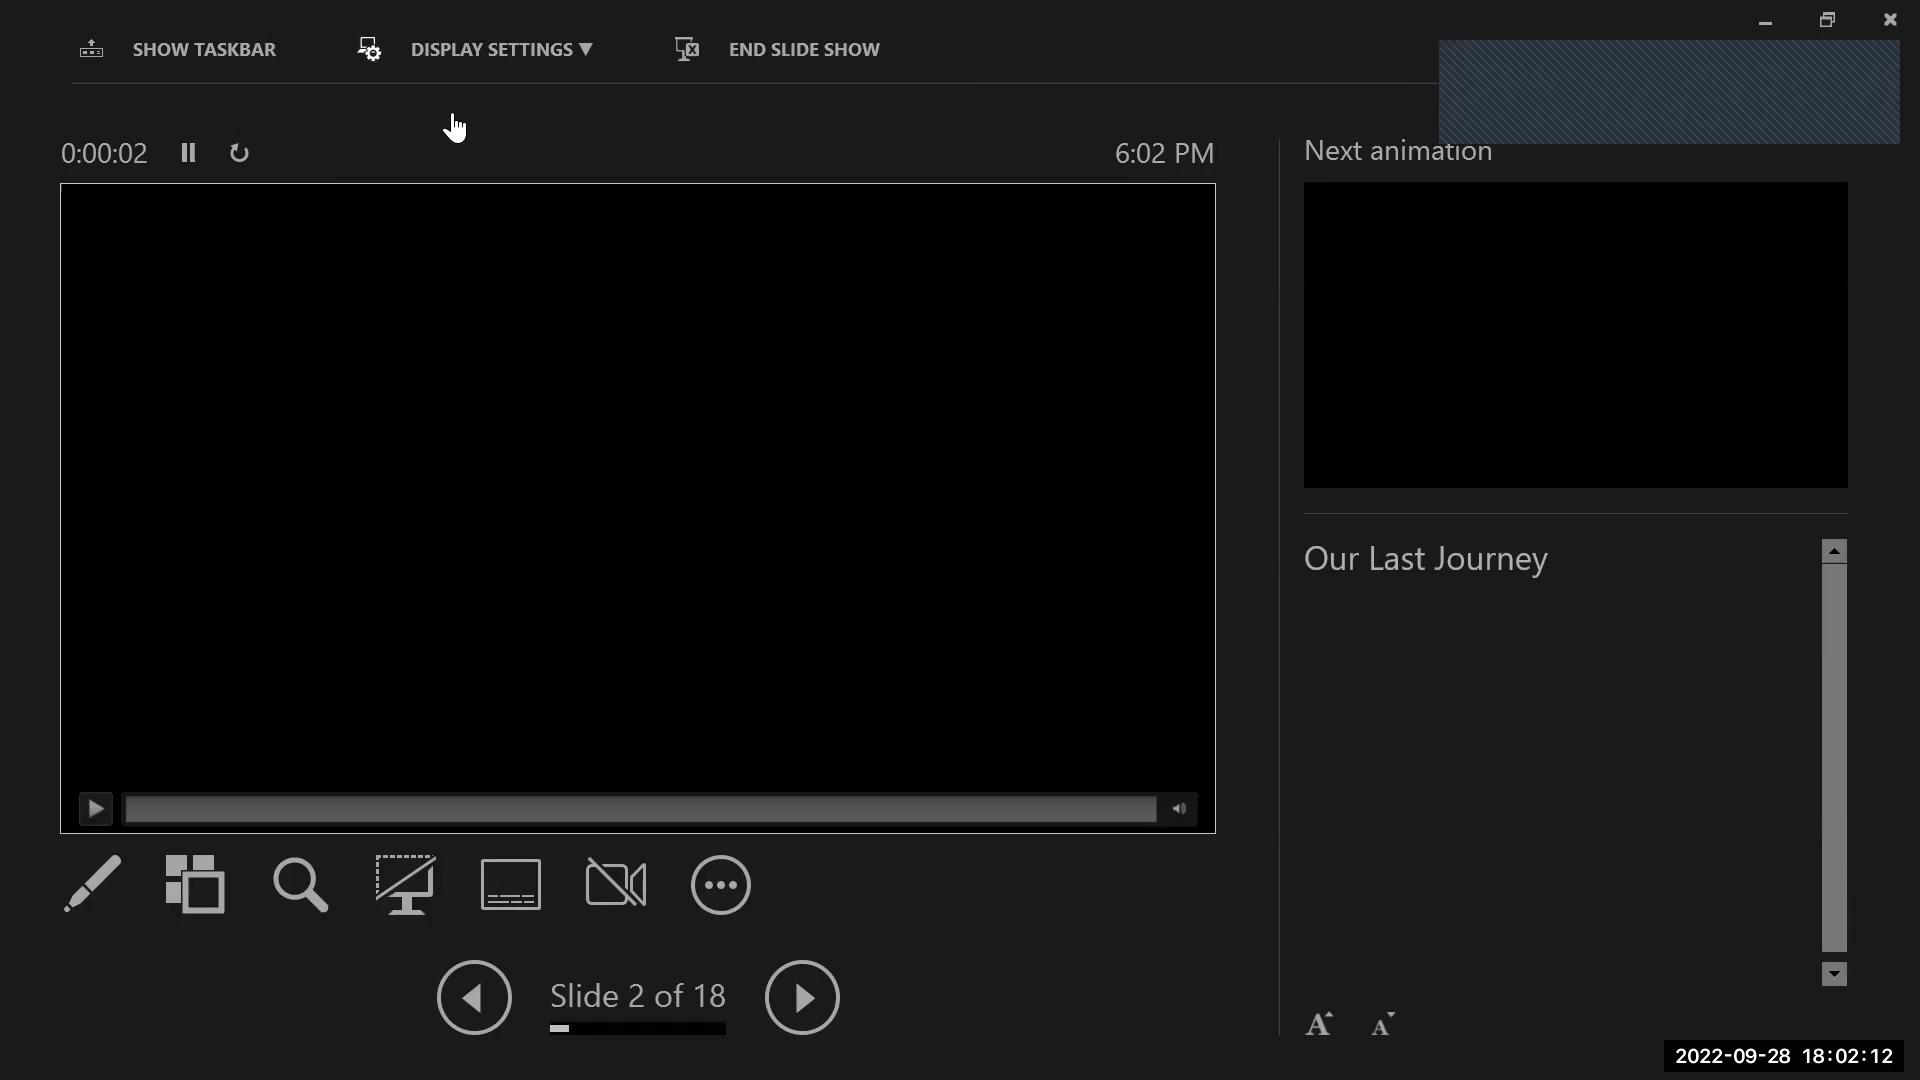 SHOW TASKBAR
DISPLAY SETTINGS ▼
END SLIDE SHOW
0:00:02
6:02 PM
Next animation
Our Last Journey
Slide 2 of 18
A A
2022-09-28 18:02:12